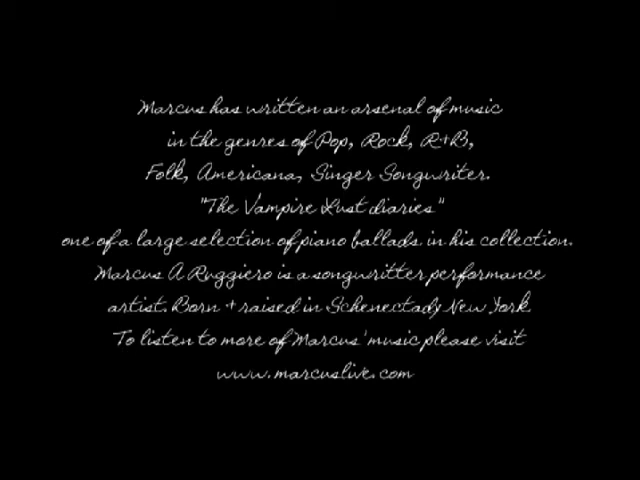 Marcus has written an arsenal of music
in the genres of Pop, Rock, R+B,
Folk, Americana, Singer Songwriter.
"The Vampire Lust diaries"
one of a large selection of piano ballads in his collection.
Marcus A Ruggiero is a songwritter performance
artist. Born + raised in Schenectady New York
To listen to more of Marcus' music please visit
www.marcuslive.com